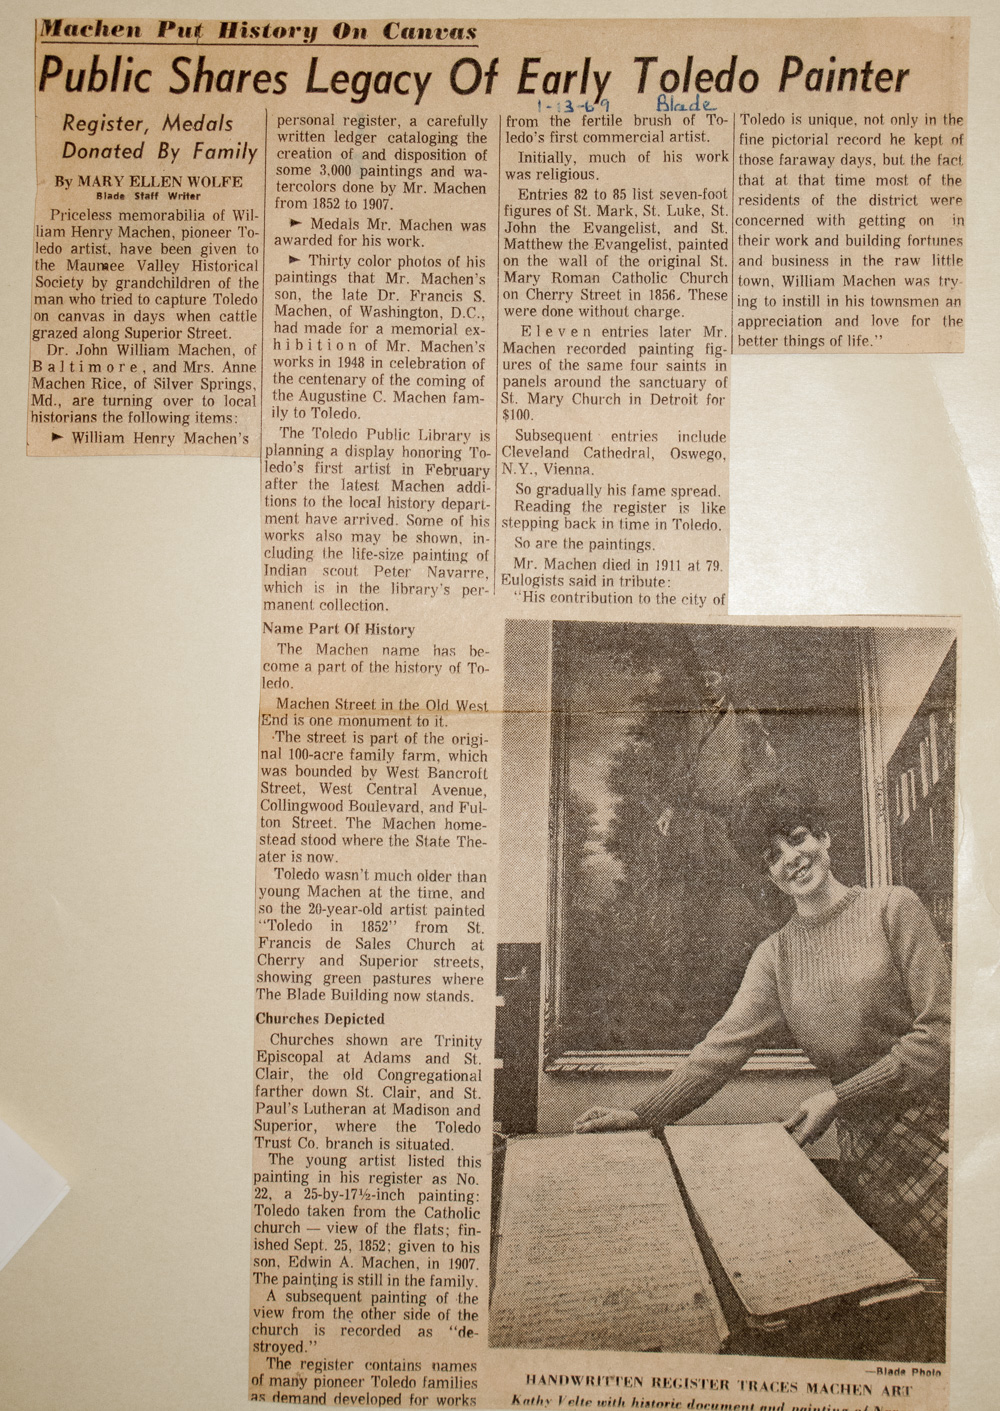 Machen Put History On Canvas
Public Shares Legacy Of Early Toledo Painter
1-13-69 Blade
Register, Medals
Donated By Family
By MARY ELLEN WOLFE
Blade Staff Writer
Priceless memorabilia of Wil-
liam Henry Machen, pioneer To-
ledo artist, have been given to
the Maumee Valley Historical
Society by grandchildren of the
man who tried to capture Toledo
on canvas in days when cattle
grazed along Superior Street.
Dr. John William Machen, of
Baltimore, and Mrs. Anne
Machen Rice, of Silver Springs,
Md., are turning over to local
historians the following items:
► William Henry Machen's
personal register, a carefully
written ledger cataloging the
creation of and disposition of
some 3,000 paintings and wa-
tercolors done by Mr. Machen
from 1852 to 1907.
► Medals Mr. Machen was
awarded for his work.
► Thirty color photos of his
paintings that Mr. Machen's
son, the late Dr. Francis S.
Machen, of Washington, D.C.,
had made for a memorial ex-
hibition of Mr. Machen's
works in 1948 in celebration of
the centenary of the coming of
the Augustine C. Machen fam-
ily to Toledo.
The Toledo Public Library is
planning a display honoring To-
ledo's first artist in February
after the latest Machen addi-
tions to the local history depart-
ment have arrived. Some of his
works also may be shown, in-
cluding the life-size painting of
Indian scout Peter Navarre,
which is in the library's per-
manent collection.
Name Part Of History
The Machen name has be-
come a part of the history of To-
ledo.
Machen Street in the Old West
End is one monument to it.
The street is part of the origi-
nal 100-acre family farm, which
was bounded by West Bancroft
Street, West Central Avenue,
Collingwood Boulevard, and Ful-
ton Street. The Machen home-
stead stood where the State The-
ater is now.
Toledo wasn't much older than
young Machen at the time, and
so the 20-year-old artist painted
"Toledo in 1852" from St.
Francis de Sales Church at
Cherry and Superior streets,
showing green pastures where
The Blade Building now stands.
Churches Depicted
Churches shown are Trinity
Episcopal at Adams and St.
Clair, the old Congregational
farther down St. Clair, and St.
Paul's Lutheran at Madison and
Superior, where the Toledo
Trust Co. branch is situated.
The young artist listed this
painting in his register as No.
22, a 25-by-17½-inch painting:
Toledo taken from the Catholic
church — view of the flats; fin-
ished Sept. 25, 1852; given to his
son, Edwin A. Machen, in 1907.
The painting is still in the family.
A subsequent painting of the
view from the other side of the
church is recorded as "de-
stroyed."
The register contains names
of many pioneer Toledo families
as demand developed for works
from the fertile brush of To-
ledo's first commercial artist.
Initially, much of his work
was religious.
Entries 82 to 85 list seven-foot
figures of St. Mark, St. Luke, St.
John the Evangelist, and St.
Matthew the Evangelist, painted
on the wall of the original St.
Mary Roman Catholic Church
on Cherry Street in 1856. These
were done without charge.
Eleven entries later Mr.
Machen recorded painting fig-
ures of the same four saints in
panels around the sanctuary of
St. Mary Church in Detroit for
$100.
Subsequent entries include
Cleveland Cathedral, Oswego,
N.Y., Vienna.
So gradually his fame spread.
Reading the register is like
stepping back in time in Toledo.
So are the paintings.
Mr. Machen died in 1911 at 79.
Eulogists said in tribute:
"His contribution to the city of
Toledo is unique, not only in the
fine pictorial record he kept of
those faraway days, but the fact
that at that time most of the
residents of the district were
concerned with getting on in
their work and building fortunes
and business in the raw little
town, William Machen was try-
ing to instill in his townsmen an
appreciation and love for the
better things of life."
—Blade Photo
HANDWRITTEN REGISTER TRACES MACHEN ART
Kathy Velte with historic document and painting of